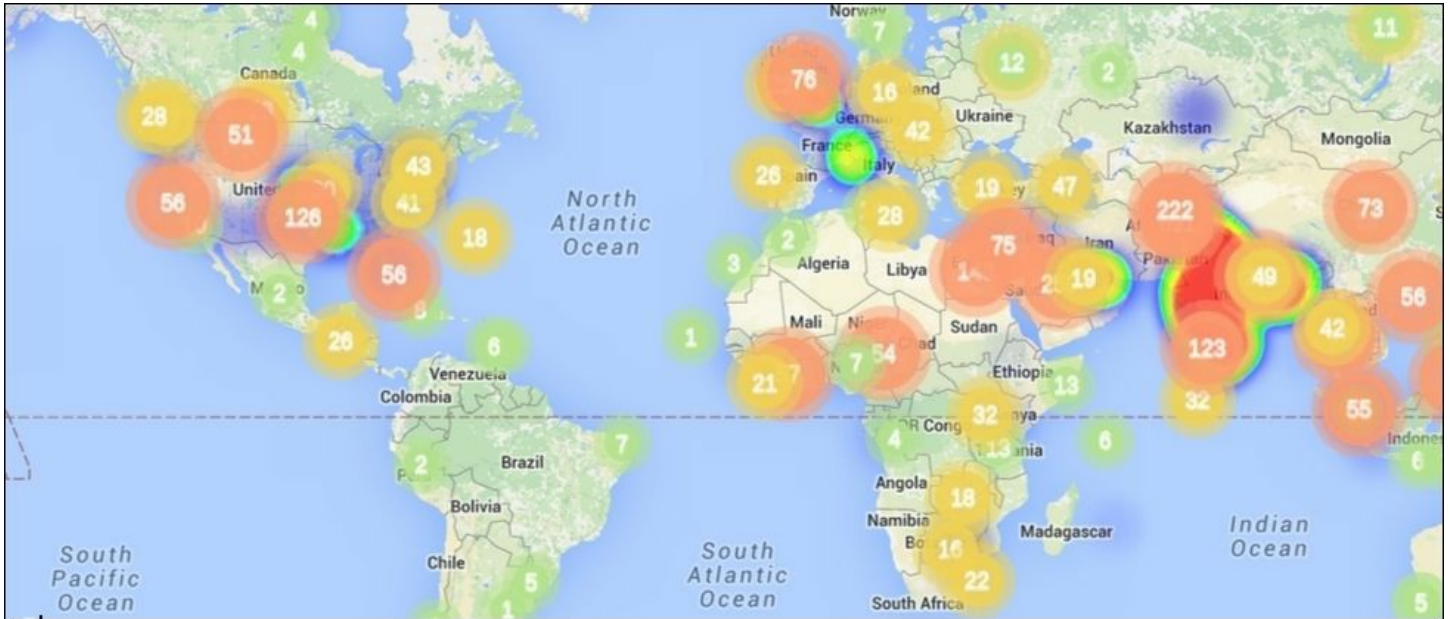 Norway
4
7
11
4
Canada
12
2
76
16
28
Ukraine
51
42
Kazakhstan
Mongolia
France
43
Italy
26
19
47
United
41
56
222
73
126
28
North
Atlantic
Ocean
18
2
75
Iran
3
Algeria
Libya
56
19
49
2
56
Mali
Sudan
42
1
26
6
54
123
7
Venezuela
Ethiopia
21
13
Colombia
32
32
55
7
4
13
6
2
Brazil
6
Angola
18
Bolivia
Namibia
Madagascar
Indian
Ocean
16
South
Pacific
Ocean
South
Atlantic
Ocean
Chile
22
5
5
1
South Africa